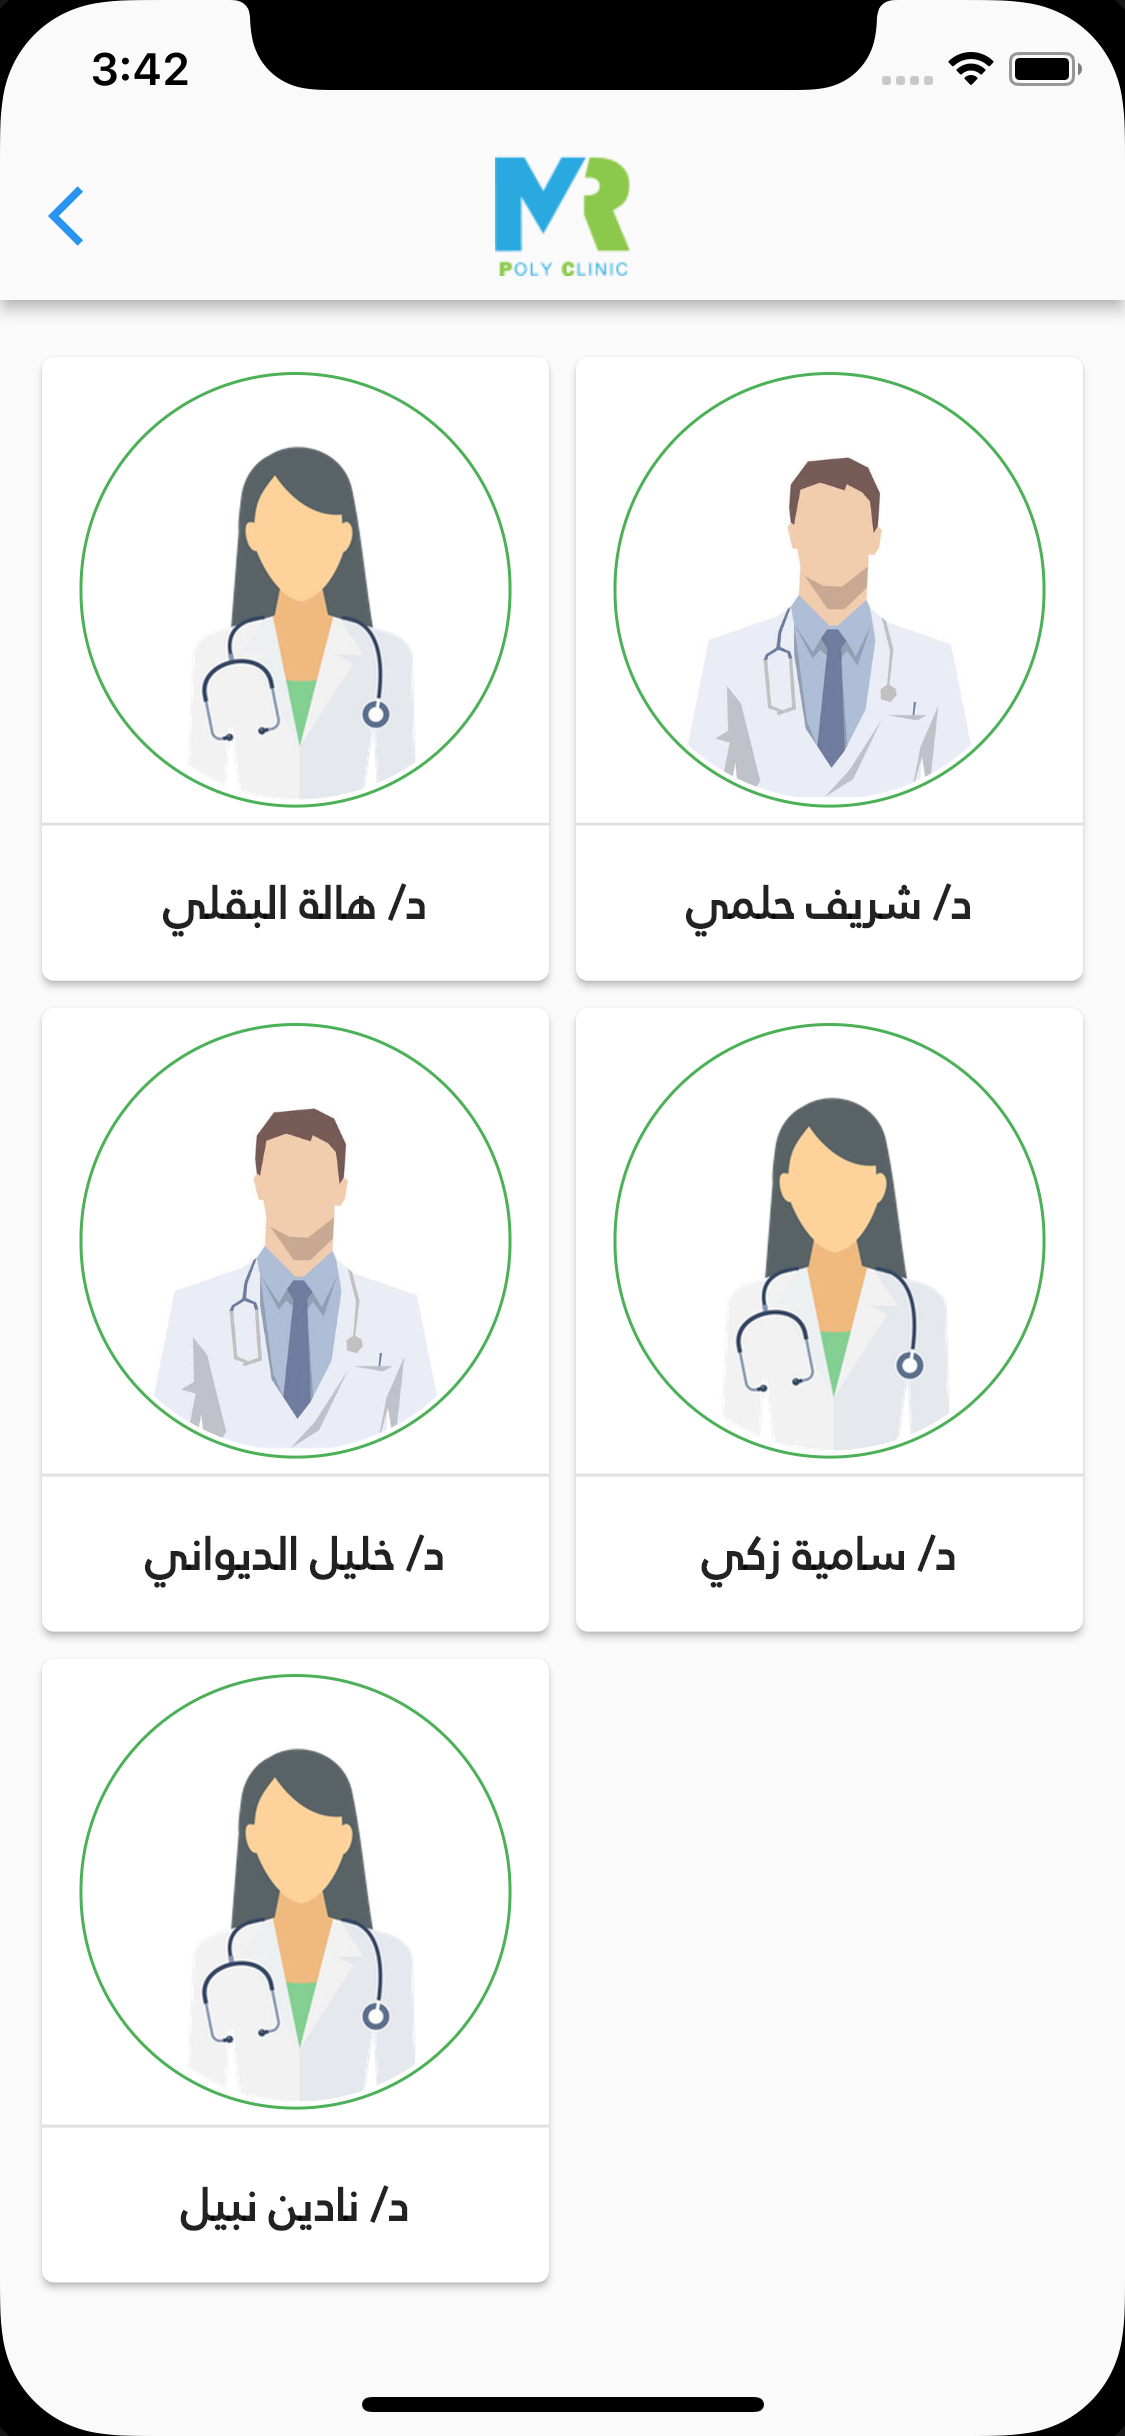 3:42
MR
POLY CLINIC
د/ هالة البقلي
د/ شريف حلمي
د/ خليل الديواني
د/ سامية زكي
د/ نادين نبيل